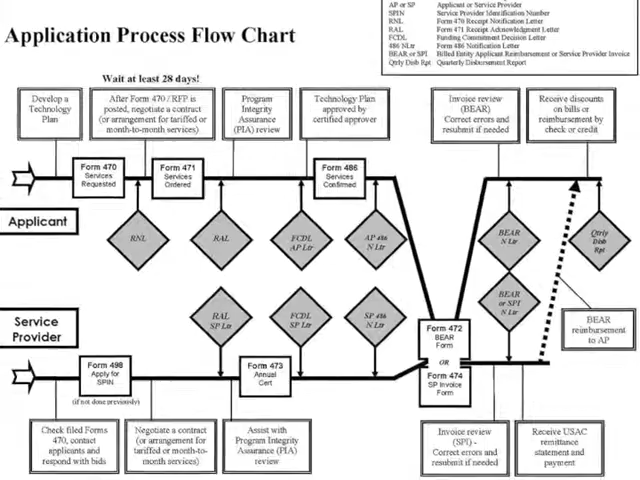 AP or SP Applicant or Service Provider
SPIN Service Provider Identification Number
RNL Form 470 Receipt Notification Letter
RAL Form 471 Receipt Acknowledgment Letter
FCDL Funding Commitment Decision Letter
486 NLtr Form 486 Notification Letter
BEAR or SPI Billed Entity Applicant Reimbursement or Service Provider Invoice
Qtrly Disb Rpt Quarterly Disbursement Report
Application Process Flow Chart
Wait at least 28 days!
Develop a
Technology
Plan
After Form 470 / RFP is
posted, negotiate a contract
(or arrangement for tariffed or
month-to-month services)
Program
Integrity
Assurance
(PIA) review
Technology Plan
approved by
certified approver
Invoice review
(BEAR)
Correct errors and
resubmit if needed
Receive discounts
on bills or
reimbursement by
check or credit
Form 470
Services
Requested
Form 471
Services
Ordered
Form 486
Services
Confirmed
Applicant
RNL
RAL
FCDL
AP Ltr
AP 486
N Ltr
BEAR
N Ltr
Qtrly
Disb
Rpt
BEAR
or SPI
N Ltr
RAL
SP Ltr
FCDL
SP Ltr
SP 486
N Ltr
Service
Provider
Form 472
BEAR
Form
OR
Form 474
SP Invoice
Form
BEAR
reimbursement
to AP
Form 498
Apply for
SPIN
(if not done previously)
Form 473
Annual
Cert
Check filed Forms
470, contact
applicants and
respond with bids
Negotiate a contract
(or arrangement for
tariffed or month-to-
month services)
Assist with
Program Integrity
Assurance (PIA)
review
Invoice review
(SPI) -
Correct errors and
resubmit if needed
Receive USAC
remittance
statement and
payment